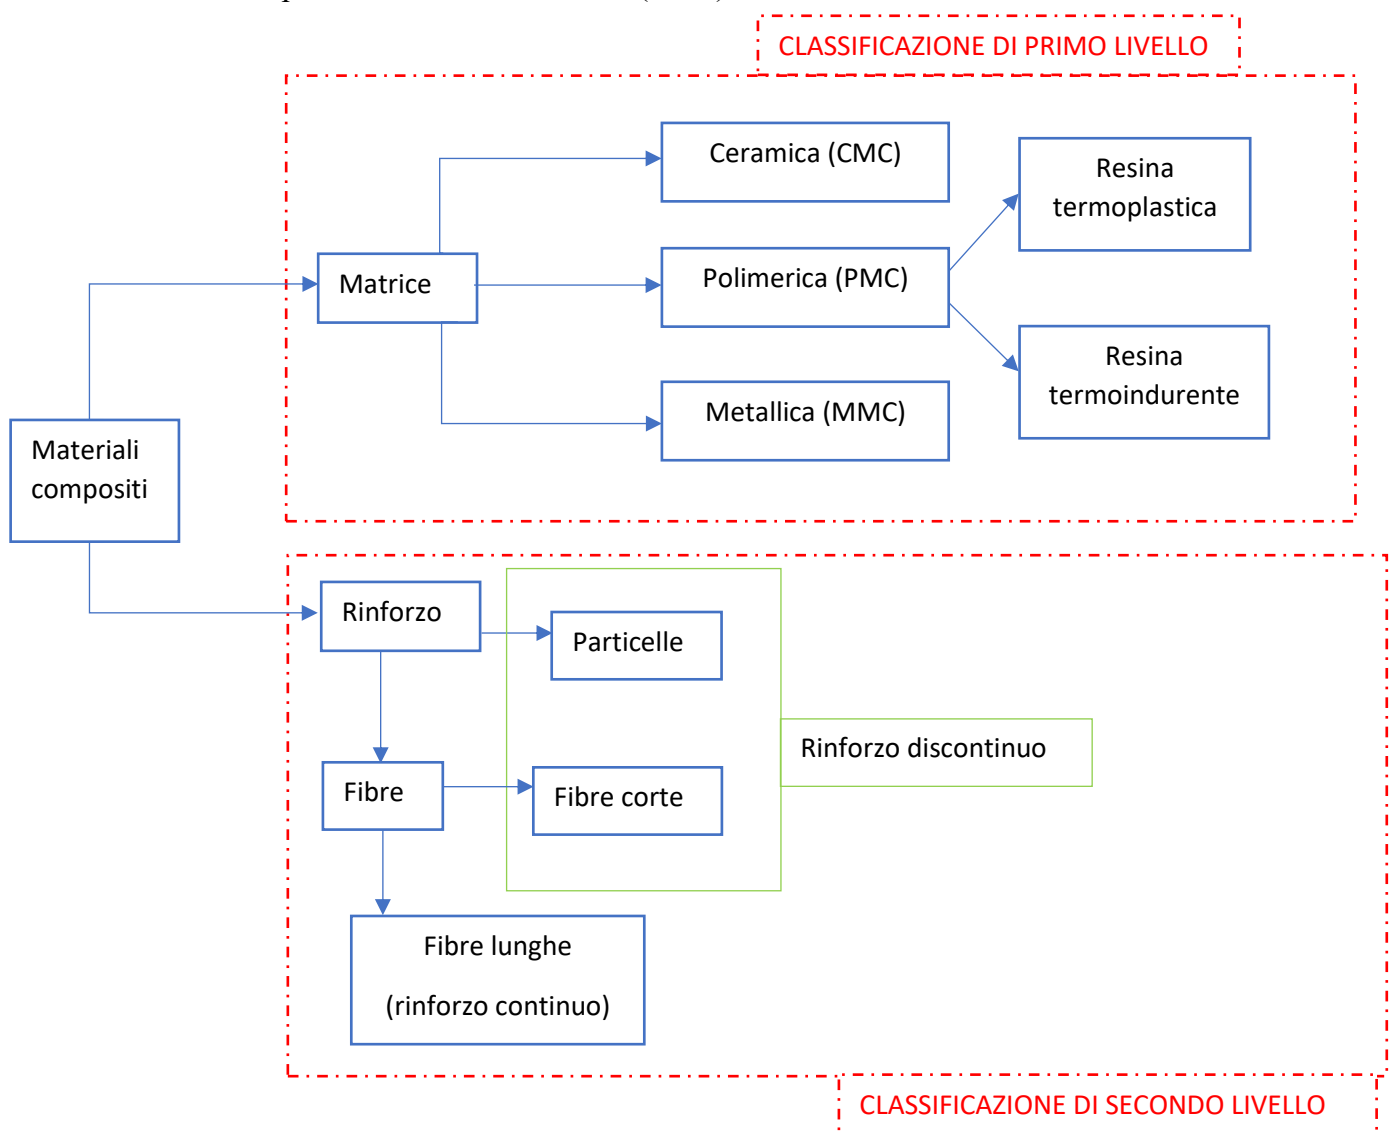 CLASSIFICAZIONE DI PRIMO LIVELLO
Ceramica (CMC)
Resina
termoplastica
Matrice
Polimerica (PMC)
Resina
termoindurente
Metallica (MMC)
Materiali
compositi
Rinforzo
Particelle
Rinforzo discontinuo
Fibre
Fibre corte
Fibre lunghe
(rinforzo continuo)
CLASSIFICAZIONE DI SECONDO LIVELLO